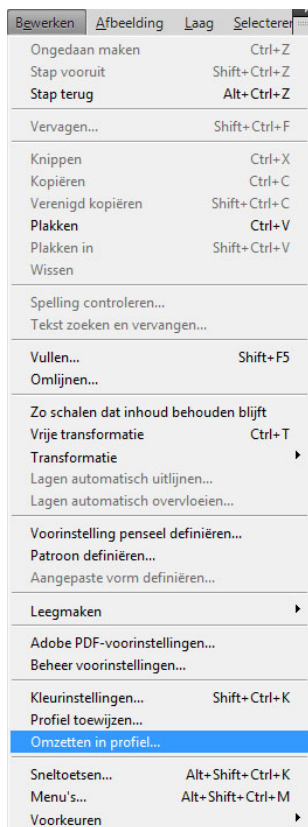 Bewerken Afbeelding Laag Selecteren
Ongedaan maken Ctrl+Z
Stap vooruit Shift+Ctrl+Z
Stap terug Alt+Ctrl+Z
Vervagen... Shift+Ctrl+F
Knippen Ctrl+X
Kopiëren Ctrl+C
Verenigd kopiëren Shift+Ctrl+C
Plakken Ctrl+V
Plakken in Shift+Ctrl+V
Wissen
Spelling controleren...
Tekst zoeken en vervangen...
Vullen... Shift+F5
Omlijnen...
Zo schalen dat inhoud behouden blijft
Vrije transformatie Ctrl+T
Transformatie
Lagen automatisch uitlijnen...
Lagen automatisch overvloeien...
Voorinstelling penseel definiëren...
Patroon definiëren...
Aangepaste vorm definiëren...
Leegmaken
Adobe PDF-voorinstellingen...
Beheer voorinstellingen...
Kleurinstellingen... Shift+Ctrl+K
Profiel toewijzen...
Omzetten in profiel...
Sneltoetsen... Alt+Shift+Ctrl+K
Menu's... Alt+Shift+Ctrl+M
Voorkeuren